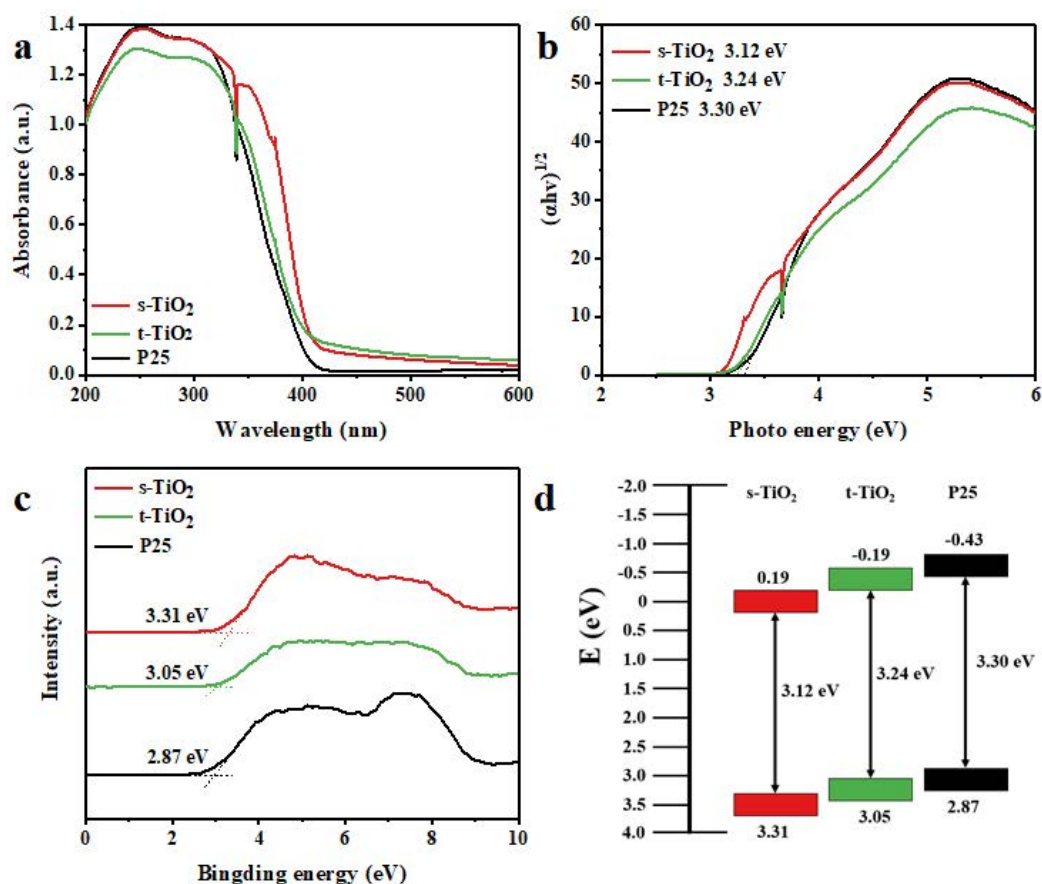 a
1.4
1.2
1.0
0.8
0.6
0.4
0.2
0.0
Absorbance (a.u.)
s-TiO2
t-TiO2
P25
200
300
400
500
600
Wavelength (nm)
b
60
50
40
30
20
10
0
(αhv)1/2
s-TiO2 3.12 eV
t-TiO2 3.24 eV
P25 3.30 eV
2
3
4
5
6
Photo energy (eV)
c
Intensity (a.u.)
s-TiO2
t-TiO2
P25
3.31 eV
3.05 eV
2.87 eV
0
2
4
6
8
10
Bingding energy (eV)
d
E (eV)
-2.0
-1.5
-1.0
-0.5
0
0.5
1.0
1.5
2.0
2.5
3.0
3.5
4.0
s-TiO2
t-TiO2
P25
0.19
-0.19
-0.43
3.12 eV
3.24 eV
3.30 eV
3.31
3.05
2.87